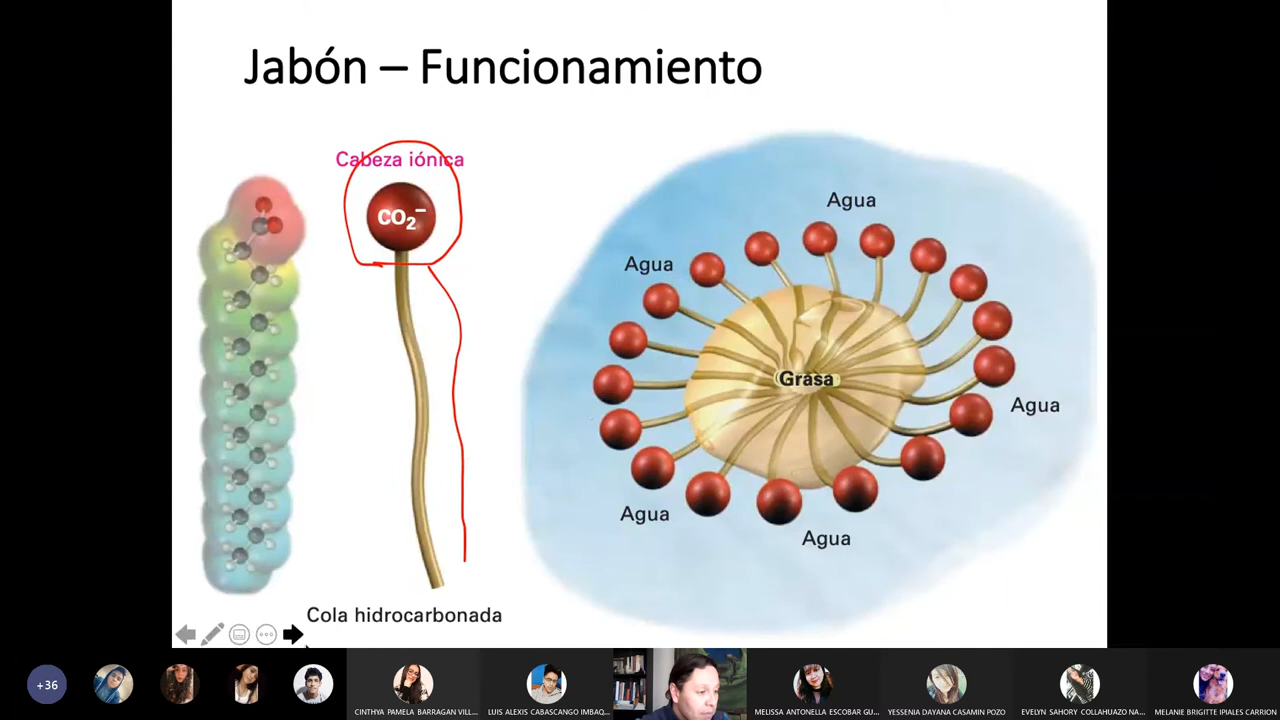 Jabón – Funcionamiento
Cabeza iónica
CO₂⁻
Agua
Agua
Grasa
Agua
Agua
Agua
Cola hidrocarbonada
+36
CINTHYA PAMELA BARRAGAN VILL...
LUIS ALEXIS CABASCANGO IMBAQ...
MELISSA ANTONELLA ESCOBAR GU...
YESSENIA DAYANA CASAMIN POZO
EVELYN SAHORY COLLAHUAZO NA...
MELANIE BRIGITTE IPIALES CARRION